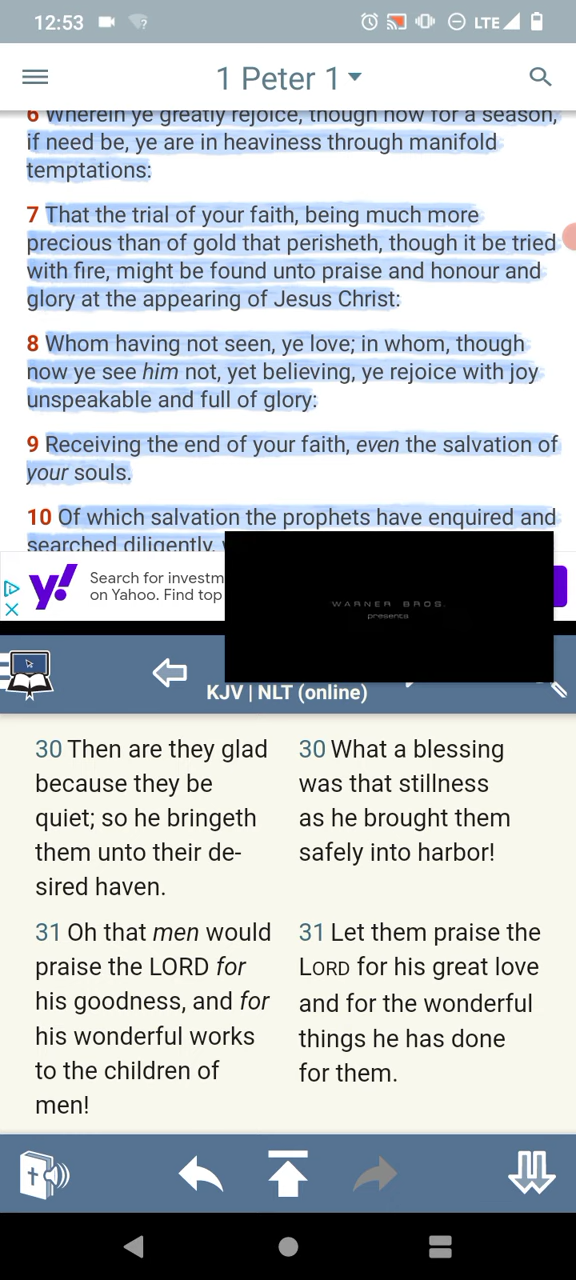 12:53
LTE
1 Peter 1
6 Wherein ye greatly rejoice, though now for a season,
if need be, ye are in heaviness through manifold
temptations:
7 That the trial of your faith, being much more
precious than of gold that perisheth, though it be tried
with fire, might be found unto praise and honour and
glory at the appearing of Jesus Christ:
8 Whom having not seen, ye love; in whom, though
now ye see him not, yet believing, ye rejoice with joy
unspeakable and full of glory:
9 Receiving the end of your faith, even the salvation of
your souls.
10 Of which salvation the prophets have enquired and
searched diligently,
y!
Search for investm
on Yahoo. Find top
WARNER BROS.
presents
KJV | NLT (online)
30 Then are they glad
because they be
quiet; so he bringeth
them unto their de-
sired haven.
31 Oh that men would
praise the LORD for
his goodness, and for
his wonderful works
to the children of
men!
30 What a blessing
was that stillness
as he brought them
safely into harbor!
31 Let them praise the
LORD for his great love
and for the wonderful
things he has done
for them.